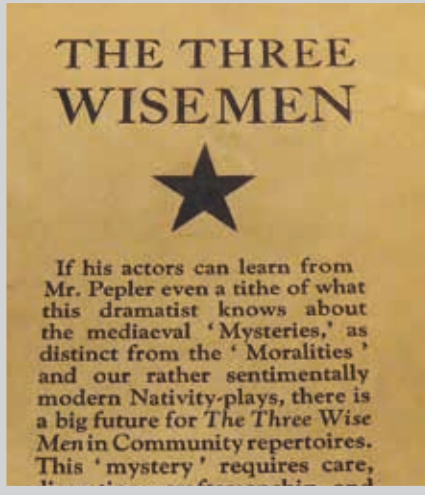 THE THREE
WISEMEN
If his actors can learn from
Mr. Pepler even a tithe of what
this dramatist knows about
the mediaeval ‘Mysteries,’ as
distinct from the ‘Moralities’
and our rather sentimentally
modern Nativity-plays, there is
a big future for The Three Wise
Men in Community repertoires.
This ‘mystery’ requires care,